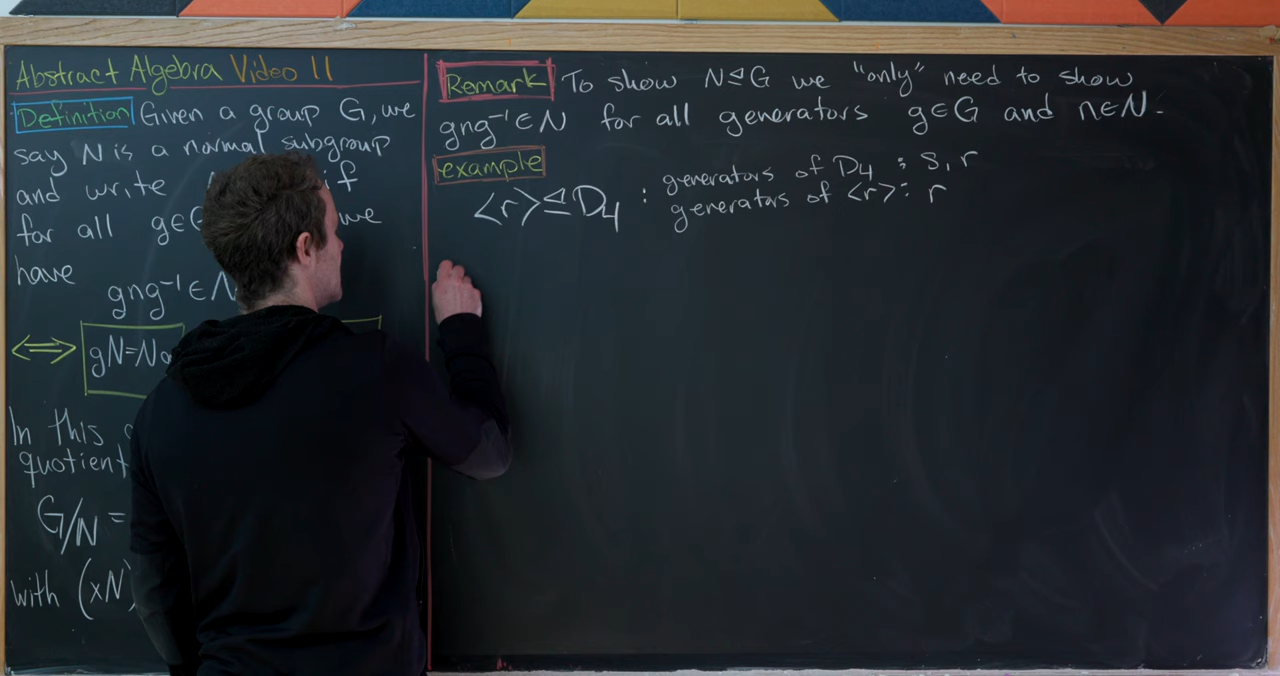 Abstract Algebra Video 11
Definition Given a group G, we
say N is a normal subgroup
and write if
for all g∈G we
have
gng⁻¹∈N
⟺ gN=N
In this
quotient
G/N =
with (xN)
Remark To show N⊴G we "only" need to show
gng⁻¹∈N for all generators g∈G and n∈N.
example
<r>⊴D₄ : generators of D₄ : s, r
generators of <r>: r